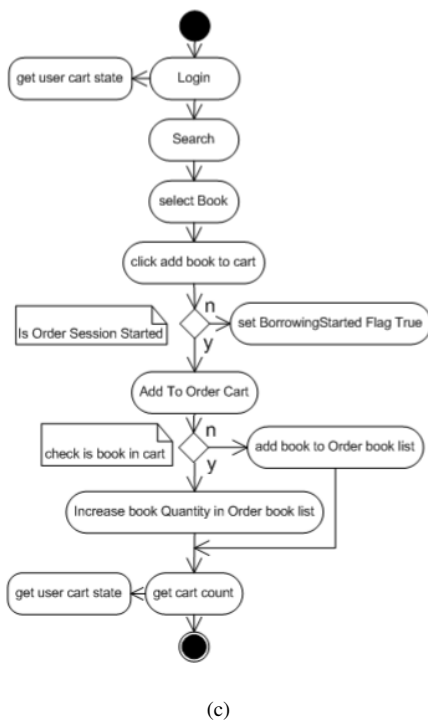 get user cart state
Login
Search
select Book
click add book to cart
n
Is Order Session Started
set BorrowingStarted Flag True
y
Add To Order Cart
n
check is book in cart
add book to Order book list
y
Increase book Quantity in Order book list
get user cart state
get cart count
(c)